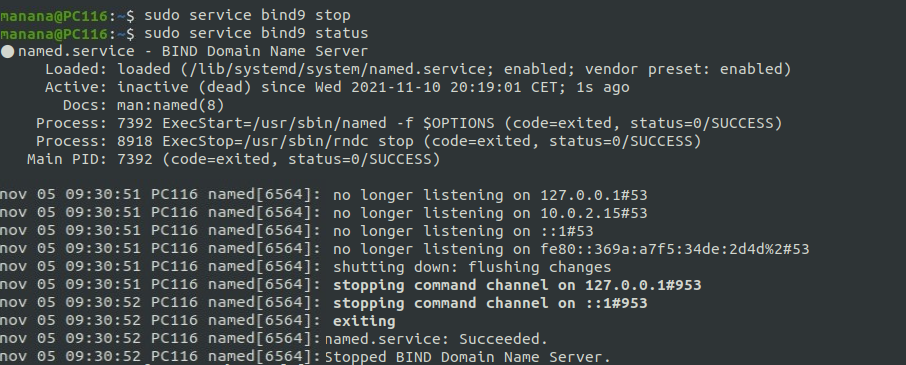 manana@PC116:~$ sudo service bind9 stop
manana@PC116:~$ sudo service bind9 status
● named.service - BIND Domain Name Server
Loaded: loaded (/lib/systemd/system/named.service; enabled; vendor preset: enabled)
Active: inactive (dead) since Wed 2021-11-10 20:19:01 CET; 1s ago
Docs: man:named(8)
Process: 7392 ExecStart=/usr/sbin/named -f $OPTIONS (code=exited, status=0/SUCCESS)
Process: 8918 ExecStop=/usr/sbin/rndc stop (code=exited, status=0/SUCCESS)
Main PID: 7392 (code=exited, status=0/SUCCESS)
nov 05 09:30:51 PC116 named[6564]: no longer listening on 127.0.0.1#53
nov 05 09:30:51 PC116 named[6564]: no longer listening on 10.0.2.15#53
nov 05 09:30:51 PC116 named[6564]: no longer listening on ::1#53
nov 05 09:30:51 PC116 named[6564]: no longer listening on fe80::369a:a7f5:34de:2d4d%2#53
nov 05 09:30:51 PC116 named[6564]: shutting down: flushing changes
nov 05 09:30:51 PC116 named[6564]: stopping command channel on 127.0.0.1#953
nov 05 09:30:52 PC116 named[6564]: stopping command channel on ::1#953
nov 05 09:30:52 PC116 named[6564]: exiting
nov 05 09:30:52 PC116 named[6564]: named.service: Succeeded.
nov 05 09:30:52 PC116 named[6564]: Stopped BIND Domain Name Server.